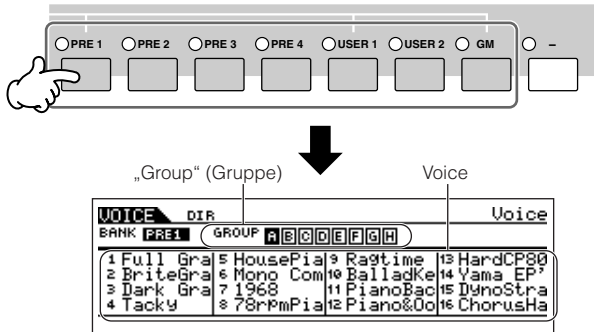 PRE 1 PRE 2 PRE 3 PRE 4 USER 1 USER 2 GM –
„Group“ (Gruppe) Voice
VOICE DIR Voice
BANK PRE1 GROUP A B C D E F G H
1 Full Gra 5 HousePia 9 Ragtime 13 HardCP80
2 BriteGra 6 Mono Com 10 BalladKe 14 Yama EP'
3 Dark Gra 7 1968 11 PianoBac 15 DynoStra
4 Tacky 8 78rpmPia 12 Piano&Oo 16 ChorusHa